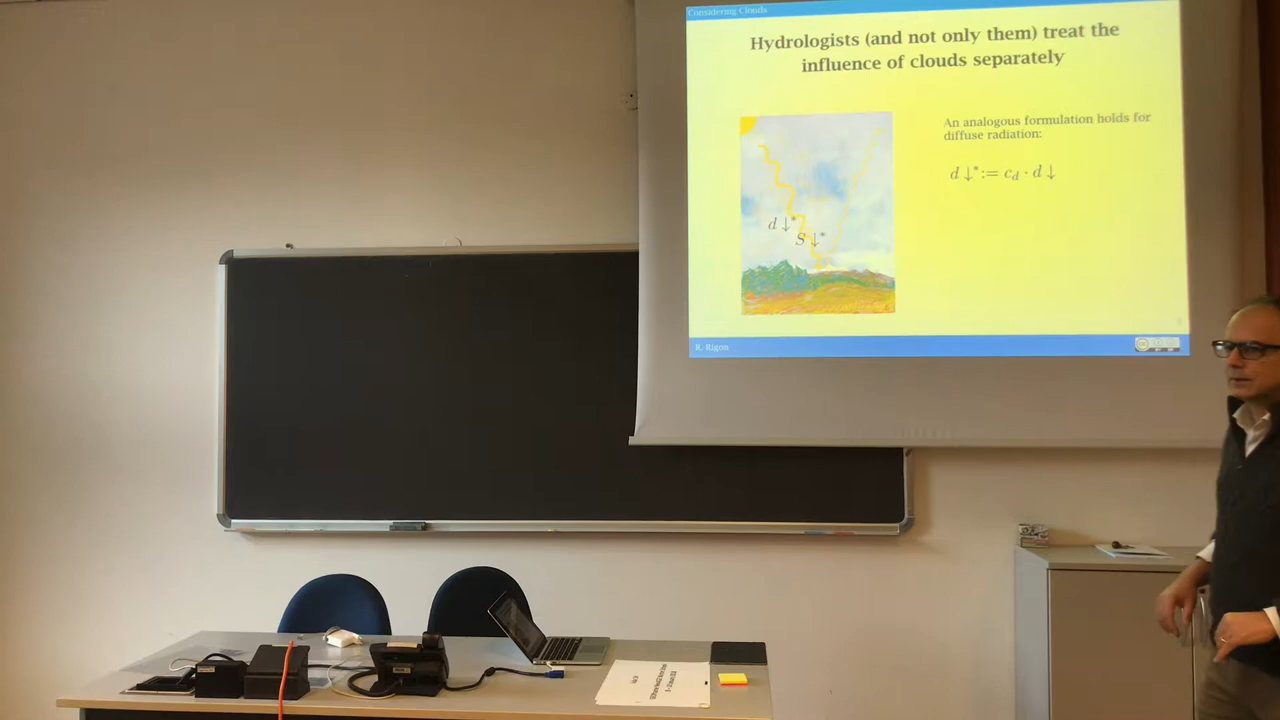 Considering Clouds
Hydrologists (and not only them) treat the
influence of clouds separately
An analogous formulation holds for
diffuse radiation:
d ↓* := c_d · d ↓
d ↓*
S ↓*
R. Rigon